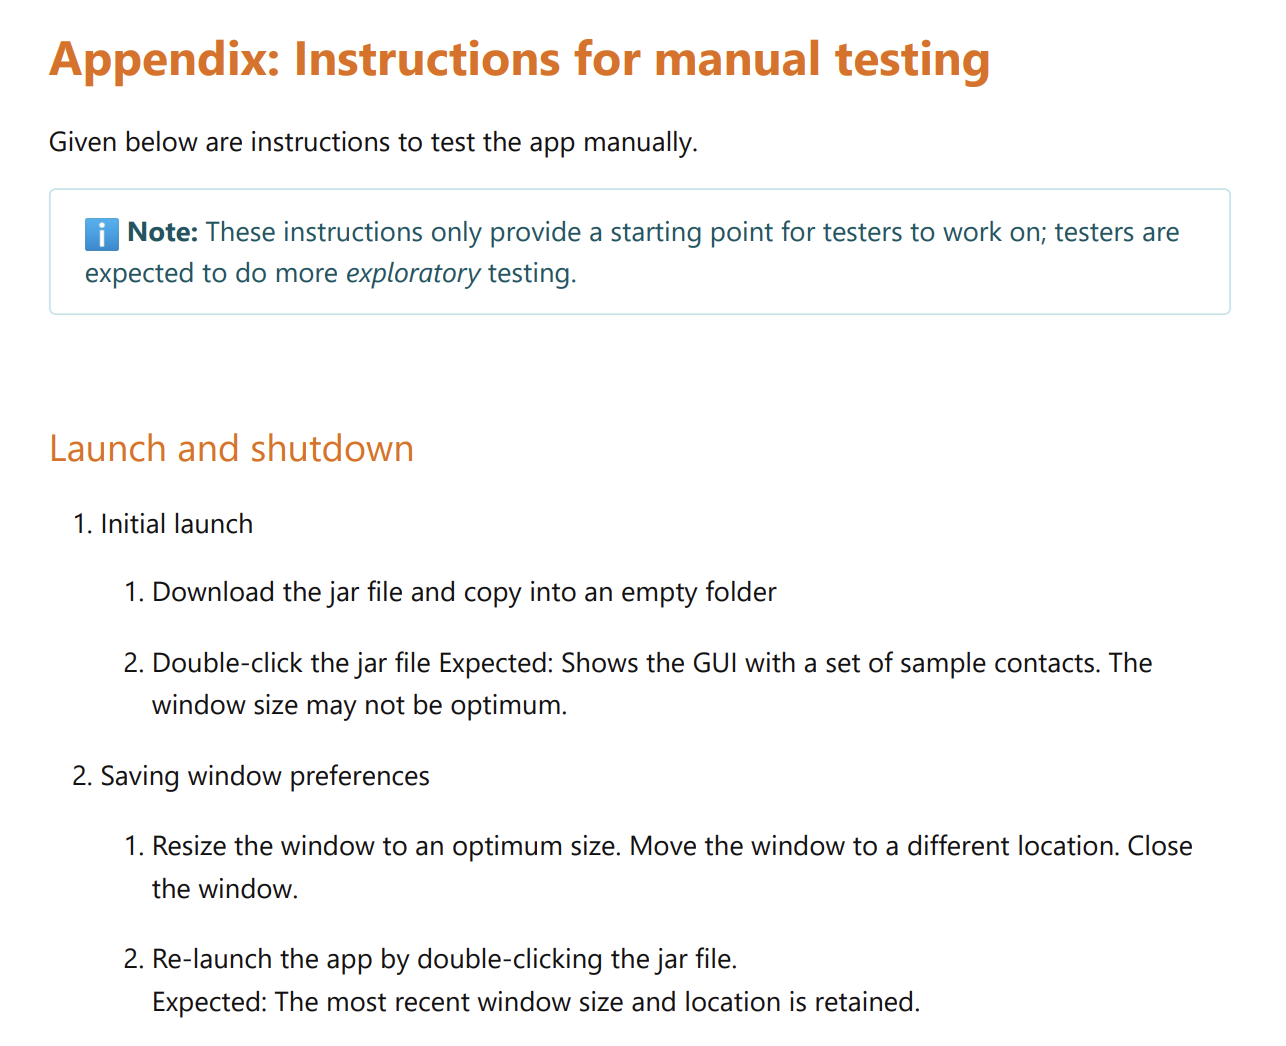 Appendix: Instructions for manual testing
Given below are instructions to test the app manually.
ℹ️ Note: These instructions only provide a starting point for testers to work on; testers are
expected to do more exploratory testing.
Launch and shutdown
1. Initial launch
1. Download the jar file and copy into an empty folder
2. Double-click the jar file Expected: Shows the GUI with a set of sample contacts. The
window size may not be optimum.
2. Saving window preferences
1. Resize the window to an optimum size. Move the window to a different location. Close
the window.
2. Re-launch the app by double-clicking the jar file.
Expected: The most recent window size and location is retained.